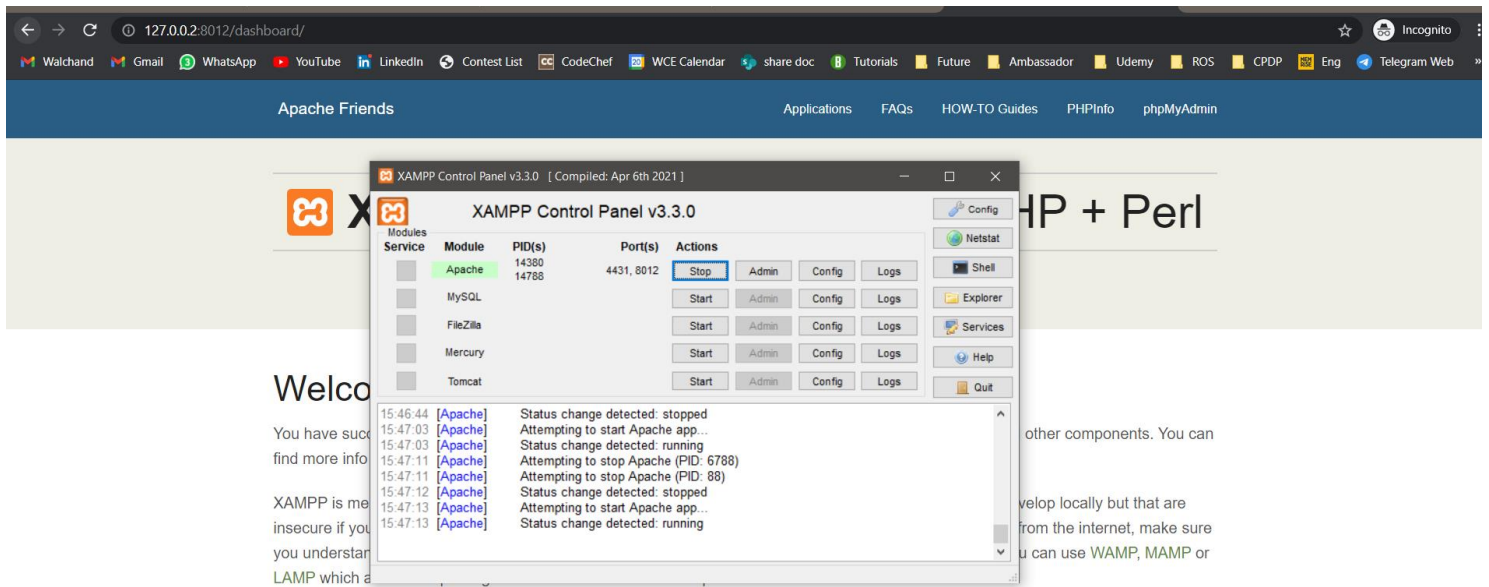 127.0.0.2:8012/dashboard/ Incognito
Walchand Gmail WhatsApp YouTube LinkedIn Contest List CodeChef WCE Calendar share doc Tutorials Future Ambassador Udemy ROS CPDP Eng Telegram Web »
Apache Friends Applications FAQs HOW-TO Guides PHPInfo phpMyAdmin
XAMPP Control Panel v3.3.0 [ Compiled: Apr 6th 2021 ]
X
HP + Perl
XAMPP Control Panel v3.3.0 Config
Modules
Service Module PID(s) Port(s) Actions Netstat
Apache 14380 14788 4431, 8012 Stop Admin Config Logs Shell
MySQL Start Admin Config Logs Explorer
FileZilla Start Admin Config Logs Services
Mercury Start Admin Config Logs Help
Tomcat Start Admin Config Logs Quit
15:46:44 [Apache] Status change detected: stopped
15:47:03 [Apache] Attempting to start Apache app...
15:47:03 [Apache] Status change detected: running
15:47:11 [Apache] Attempting to stop Apache (PID: 6788)
15:47:11 [Apache] Attempting to stop Apache (PID: 88)
15:47:12 [Apache] Status change detected: stopped
15:47:13 [Apache] Attempting to start Apache app...
15:47:13 [Apache] Status change detected: running
Welco
You have succ other components. You can
find more info
XAMPP is me velop locally but that are
insecure if you from the internet, make sure
you understan u can use WAMP, MAMP or
LAMP which a